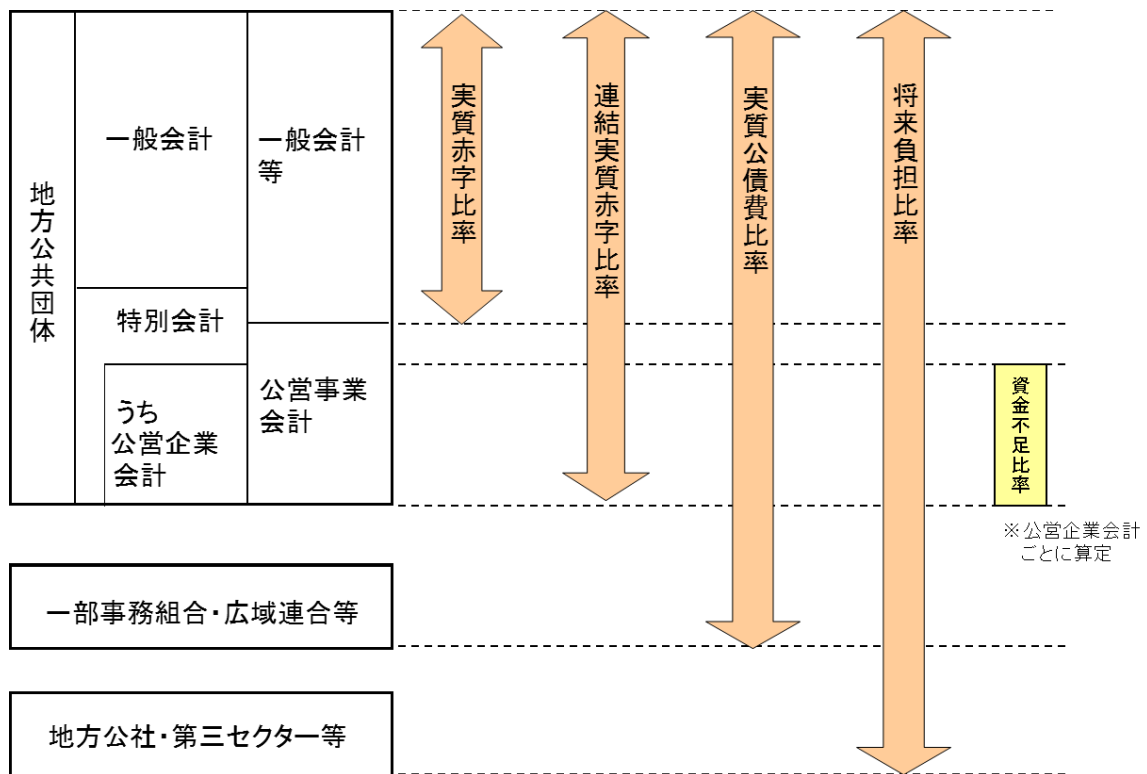 地方公共団体
一般会計
一般会計
等
特別会計
うち
公営企業
会計
公営事業
会計
実質赤字比率
連結実質赤字比率
実質公債費比率
将来負担比率
資金不足比率
※公営企業会計
ごとに算定
一部事務組合・広域連合等
地方公社・第三セクター等